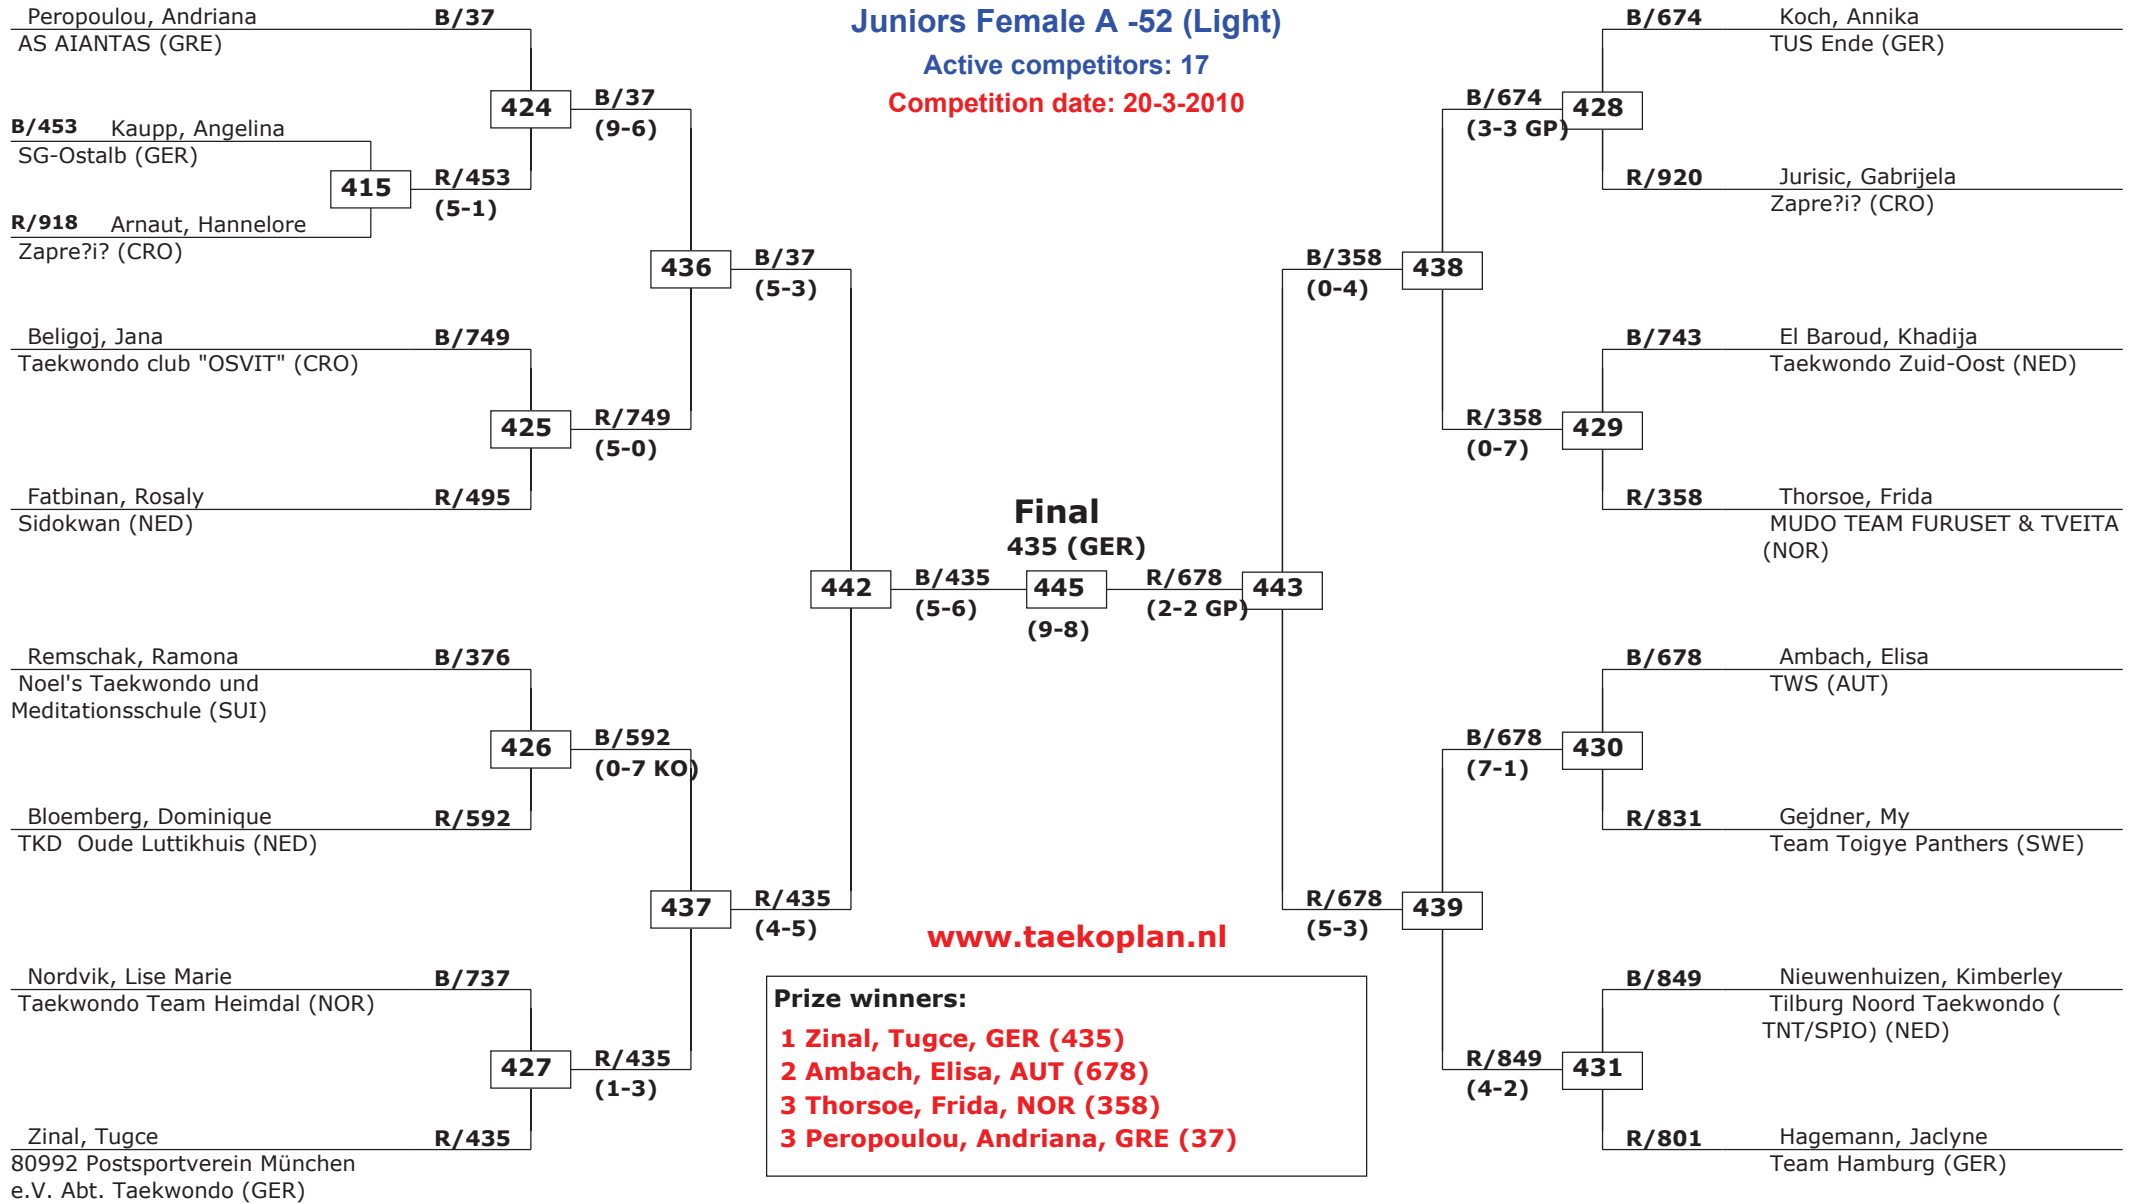 Juniors Female A -52 (Light)
Active competitors: 17
Competition date: 20-3-2010
Peropoulou, Andriana B/37
AS AIANTAS (GRE)
424
B/37
(9-6)
B/453 Kaupp, Angelina
SG-Ostalb (GER)
415
R/453
(5-1)
R/918 Arnaut, Hannelore
Zapre?i? (CRO)
436
B/37
(5-3)
Beligoj, Jana B/749
Taekwondo club "OSVIT" (CRO)
425
R/749
(5-0)
Fatbinan, Rosaly R/495
Sidokwan (NED)
442
B/435
(5-6)
Remschak, Ramona B/376
Noel's Taekwondo und
Meditationsschule (SUI)
426
B/592
(0-7 KO)
Bloemberg, Dominique R/592
TKD  Oude Luttikhuis (NED)
437
R/435
(4-5)
Nordvik, Lise Marie B/737
Taekwondo Team Heimdal (NOR)
427
R/435
(1-3)
Zinal, Tugce R/435
80992 Postsportverein München
e.V. Abt. Taekwondo (GER)
Final
435 (GER)
445
(9-8)
B/674 Koch, Annika
TUS Ende (GER)
B/674
(3-3 GP)
428
R/920 Jurisic, Gabrijela
Zapre?i? (CRO)
B/358
(0-4)
438
B/743 El Baroud, Khadija
Taekwondo Zuid-Oost (NED)
R/358
(0-7)
429
R/358 Thorsoe, Frida
MUDO TEAM FURUSET & TVEITA
(NOR)
R/678
(2-2 GP)
443
B/678 Ambach, Elisa
TWS (AUT)
B/678
(7-1)
430
R/831 Gejdner, My
Team Toigye Panthers (SWE)
R/678
(5-3)
439
B/849 Nieuwenhuizen, Kimberley
Tilburg Noord Taekwondo (
TNT/SPIO) (NED)
R/849
(4-2)
431
R/801 Hagemann, Jaclyne
Team Hamburg (GER)
www.taekoplan.nl
Prize winners:
1 Zinal, Tugce, GER (435)
2 Ambach, Elisa, AUT (678)
3 Thorsoe, Frida, NOR (358)
3 Peropoulou, Andriana, GRE (37)